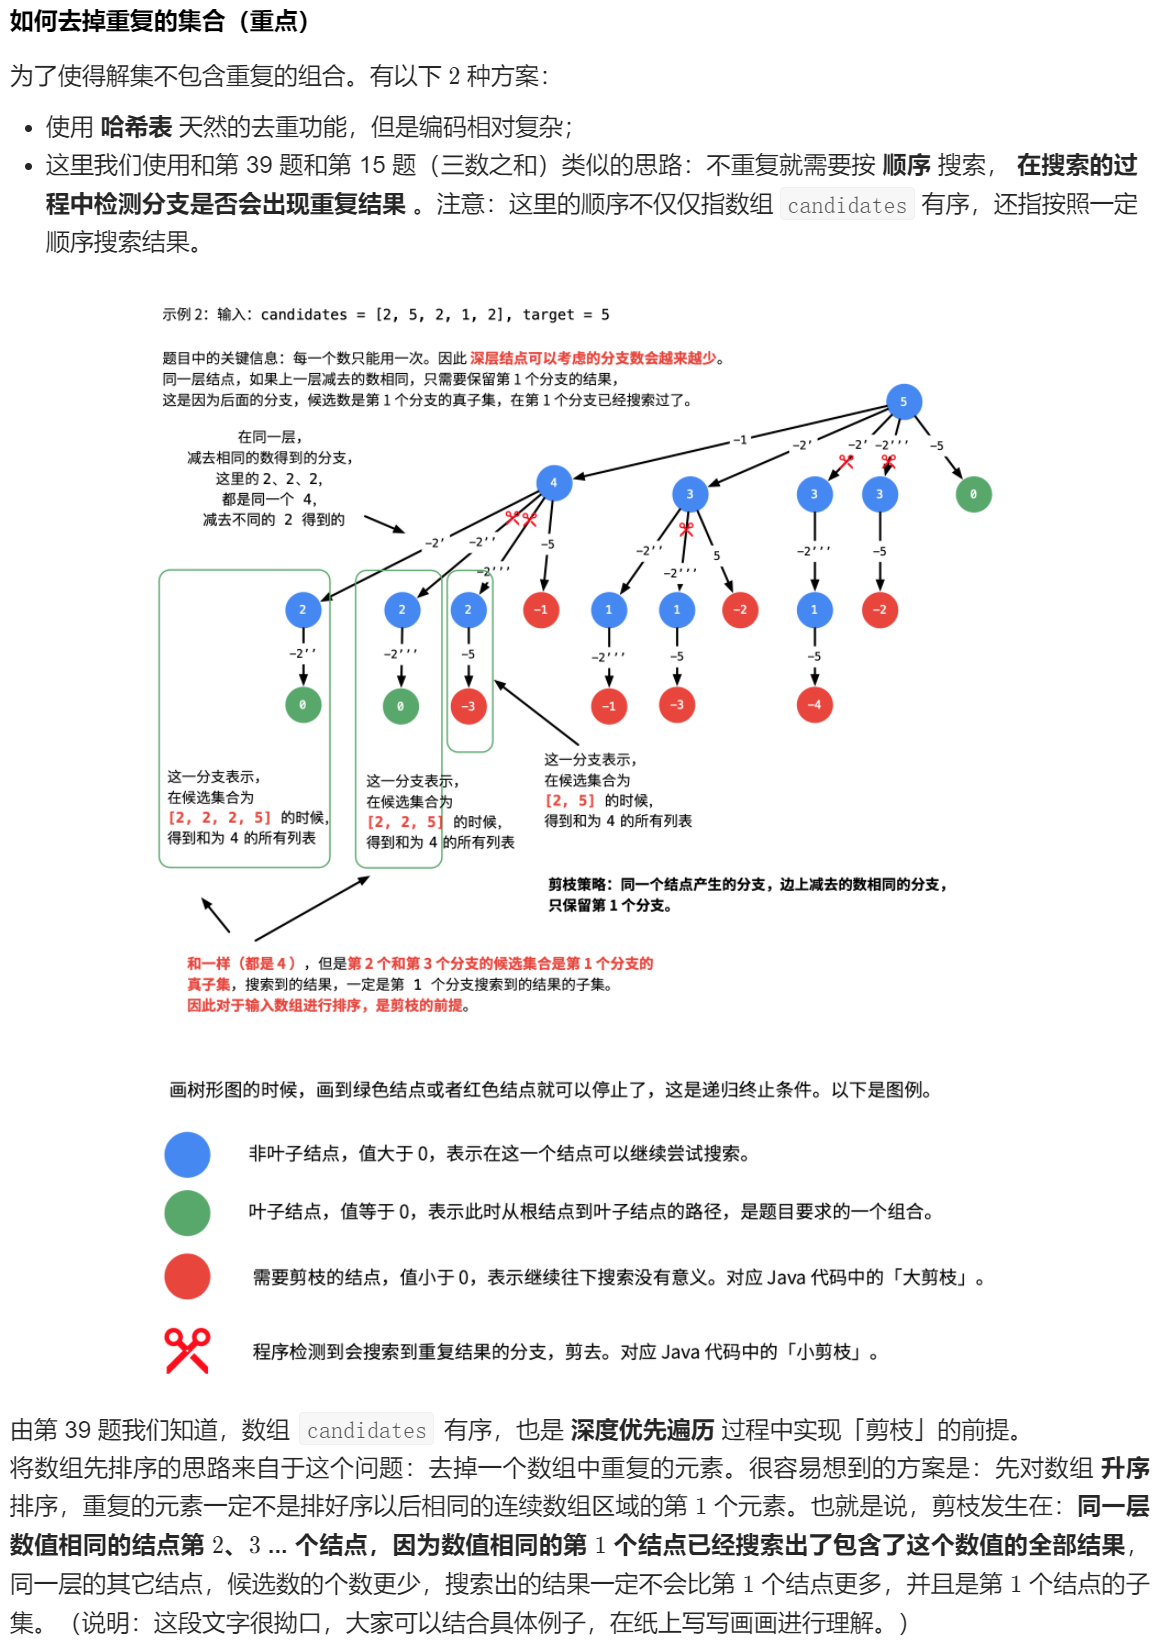 如何去掉重复的集合（重点）
为了使得解集不包含重复的组合。有以下 2 种方案：
• 使用 哈希表 天然的去重功能，但是编码相对复杂；
• 这里我们使用和第 39 题和第 15 题（三数之和）类似的思路：不重复就需要按 顺序 搜索， 在搜索的过
程中检测分支是否会出现重复结果 。注意：这里的顺序不仅仅指数组 candidates 有序，还指按照一定
顺序搜索结果。
示例 2：输入：candidates = [2, 5, 2, 1, 2], target = 5
题目中的关键信息：每一个数只能用一次。因此 深层结点可以考虑的分支数会越来越少。
同一层结点，如果上一层减去的数相同，只需要保留第 1 个分支的结果，
这是因为后面的分支，候选数是第 1 个分支的真子集，在第 1 个分支已经搜索过了。
5
在同一层，
减去相同的数得到的分支，
这里的 2、2、2，
都是同一个 4，
减去不同的 2 得到的
-1 -2’ -2’’ -2’’’ -5
4 3 3 3 0
-2’ -2’’ -2’’’ -5 -2’’ -2’’’ 5 -2’’’ -5
2 2 2 -1 1 1 -2 1 -2
-2’’ -2’’’ -5 -2’’’ -5 -5
0 0 -3 -1 -3 -4
这一分支表示，
在候选集合为
[2, 2, 2, 5] 的时候，
得到和为 4 的所有列表
这一分支表示，
在候选集合为
[2, 2, 5] 的时候，
得到和为 4 的所有列表
这一分支表示，
在候选集合为
[2, 5] 的时候，
得到和为 4 的所有列表
剪枝策略：同一个结点产生的分支，边上减去的数相同的分支，
只保留第 1 个分支。
和一样（都是 4 ），但是第 2 个和第 3 个分支的候选集合是第 1 个分支的
真子集，搜索到的结果，一定是第 1 个分支搜索到的结果的子集。
因此对于输入数组进行排序，是剪枝的前提。
画树形图的时候，画到绿色结点或者红色结点就可以停止了，这是递归终止条件。以下是图例。
非叶子结点，值大于 0，表示在这一个结点可以继续尝试搜索。
叶子结点，值等于 0，表示此时从根结点到叶子结点的路径，是题目要求的一个组合。
需要剪枝的结点，值小于 0，表示继续往下搜索没有意义。对应 Java 代码中的「大剪枝」。
程序检测到会搜索到重复结果的分支，剪去。对应 Java 代码中的「小剪枝」。
由第 39 题我们知道，数组 candidates 有序，也是 深度优先遍历 过程中实现「剪枝」的前提。
将数组先排序的思路来自于这个问题：去掉一个数组中重复的元素。很容易想到的方案是：先对数组 升序
排序，重复的元素一定不是排好序以后相同的连续数组区域的第 1 个元素。也就是说，剪枝发生在：同一层
数值相同的结点第 2、3 ... 个结点，因为数值相同的第 1 个结点已经搜索出了包含了这个数值的全部结果，
同一层的其它结点，候选数的个数更少，搜索出的结果一定不会比第 1 个结点更多，并且是第 1 个结点的子
集。（说明：这段文字很拗口，大家可以结合具体例子，在纸上写写画画进行理解。）